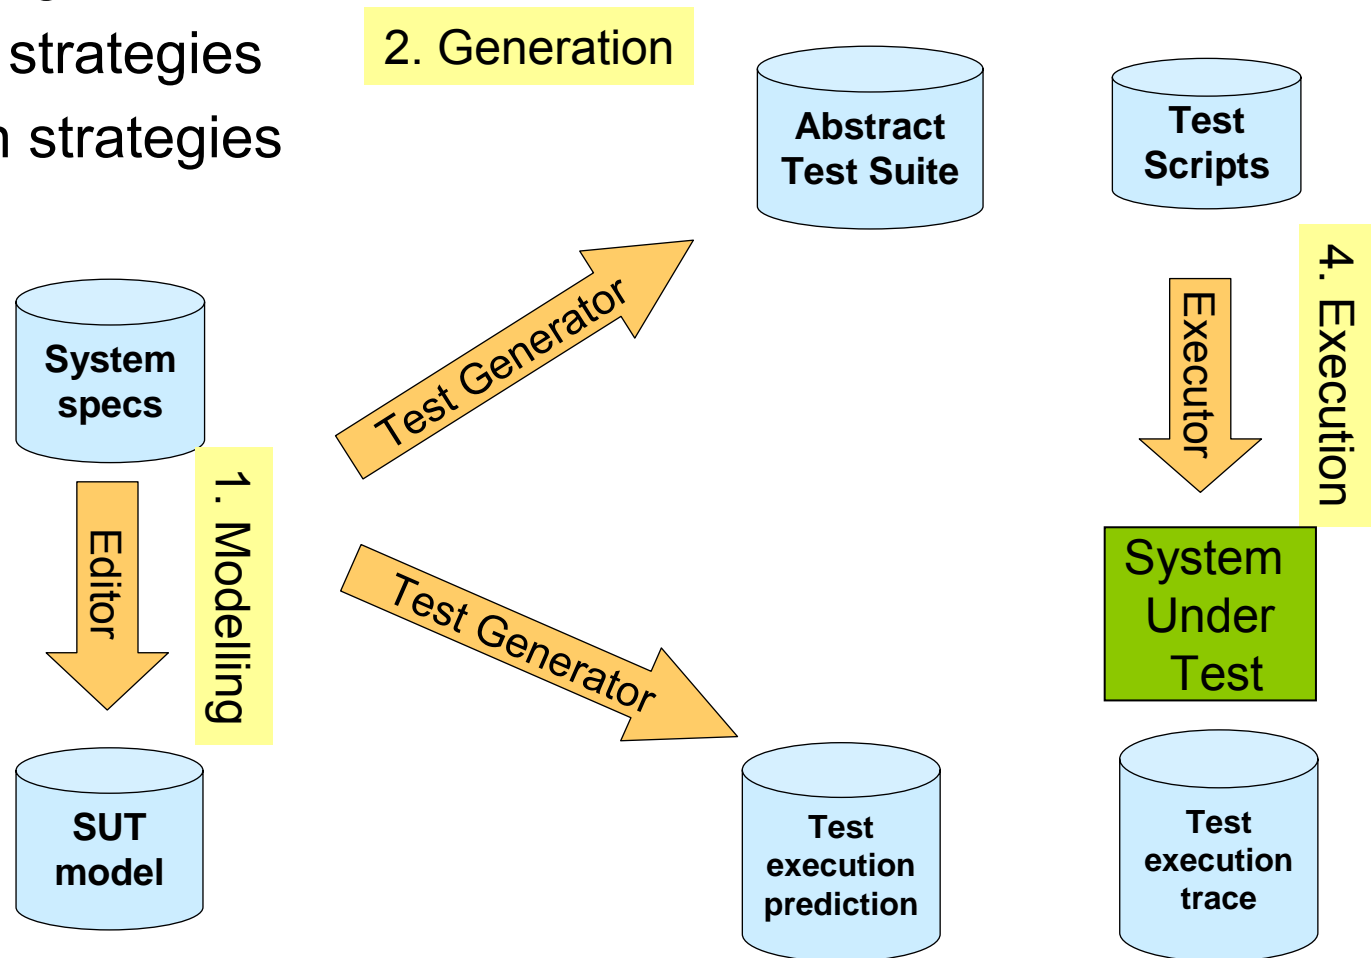 strategies
strategies
2. Generation
Abstract
Test Suite
Test
Scripts
System
specs
Test Generator
Executor
4. Execution
1. Modelling
Editor
Test Generator
System
Under
Test
SUT
model
Test
execution
prediction
Test
execution
trace